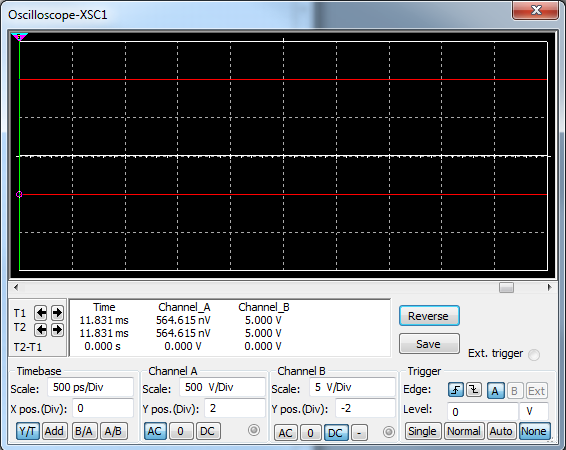 Oscilloscope-XSC1
Time Channel_A Channel_B
T1 11.831 ms 564.615 nV 5.000 V
T2 11.831 ms 564.615 nV 5.000 V
T2-T1 0.000 s 0.000 V 0.000 V
Reverse
Save
Ext. trigger
Timebase
Scale: 500 ps/Div
X pos.(Div): 0
Y/T Add B/A A/B
Channel A
Scale: 500 V/Div
Y pos.(Div): 2
AC 0 DC
Channel B
Scale: 5 V/Div
Y pos.(Div): -2
AC 0 DC -
Trigger
Edge: A B Ext
Level: 0 V
Single Normal Auto None